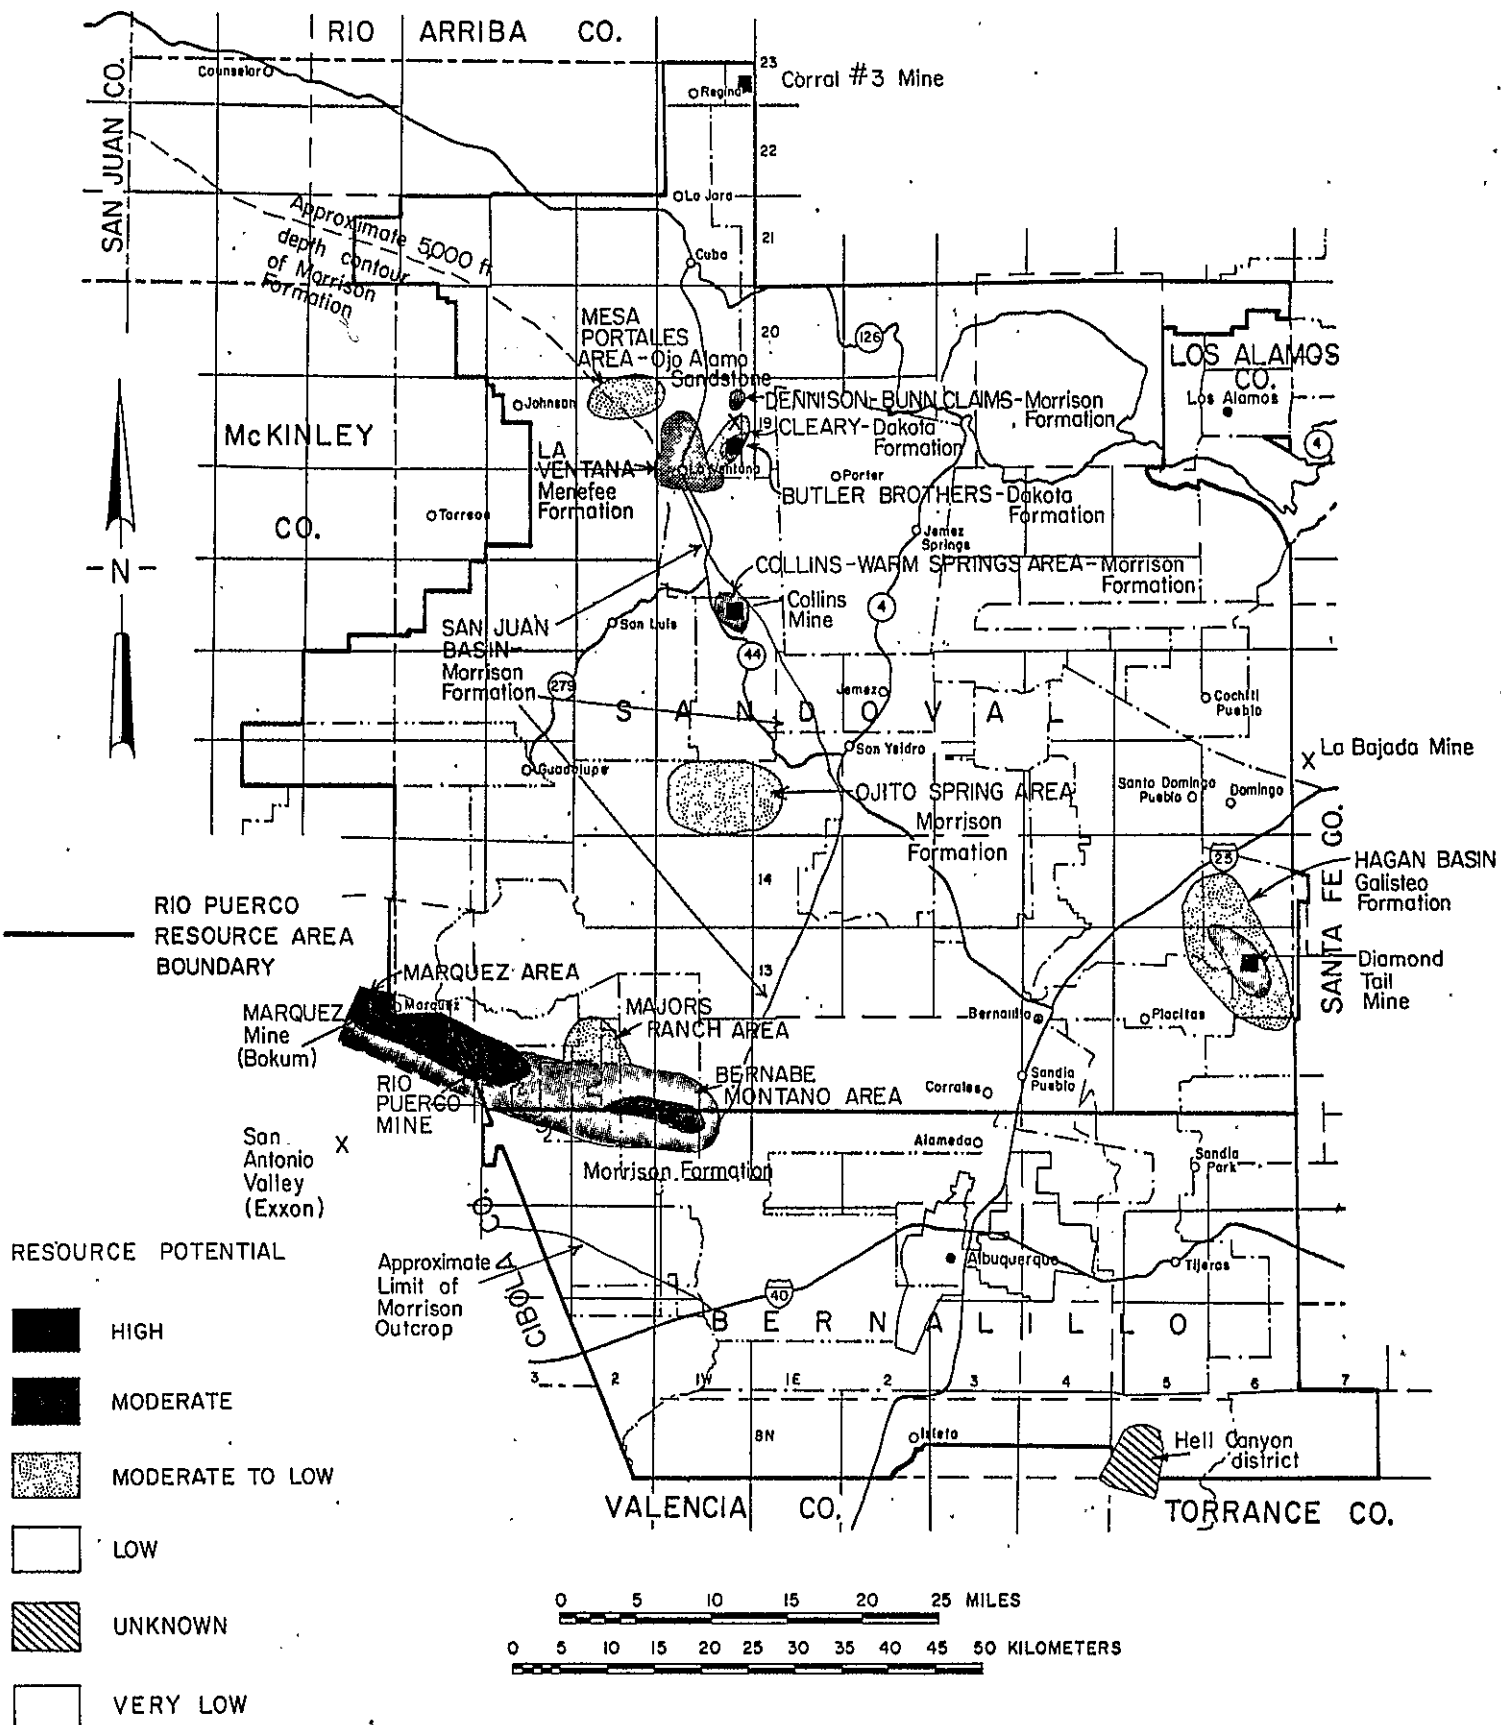 RIO ARRIBA CO.
SAN JUAN CO.
Counselor
23
Corral #3 Mine
Regina
22
La Jara
21
Approximate 5,000 ft
depth contour
of Morrison
Formation
Cuba
MESA
PORTALES
AREA-Ojo Alamo
Sandstone
20
126
LOS ALAMOS
CO.
Los Alamos
Johnson
DENNISON-BUNN CLAIMS-Morrison
Formation
19
CLEARY-Dakota
Formation
4
McKINLEY
CO.
LA
VENTANA
Menefee
Formation
La Ventana
Porter
BUTLER BROTHERS-Dakota
Formation
Torreon
Jemez
Springs
-N-
COLLINS-WARM SPRINGS AREA-Morrison
Formation
Collins
Mine
4
San Luis
SAN JUAN
BASIN-
Morrison
Formation
44
279
Jemez
Cochiti
Pueblo
SANDOVAL
San Ysidro
La Bajada Mine
Guadalupe
Santo Domingo
Pueblo
Domingo
OJITO SPRING AREA
Morrison
Formation
SANTA FE CO.
25
HAGAN BASIN
Galisteo
Formation
14
RIO PUERCO
RESOURCE AREA
BOUNDARY
13
Diamond
Tail
Mine
MARQUEZ AREA
Marquez
MARQUEZ
Mine
(Bokum)
MAJORS
RANCH AREA
Bernalillo
Placitas
RIO
PUERCO
MINE
BERNABE
MONTANO AREA
Corrales
Sandia
Pueblo
San
Antonio
Valley
(Exxon)
X
Alameda
Sandia
Park
Morrison Formation
CIBOLA CO.
RESOURCE POTENTIAL
Approximate
Limit of
Morrison
Outcrop
Albuquerque
Tijeras
40
BERNALILLO
HIGH
3 2 1W 1E 2 3 4 5 6 7
MODERATE
8N
Isleta
Hell Canyon
district
MODERATE TO LOW
VALENCIA CO.
TORRANCE CO.
LOW
UNKNOWN
VERY LOW
0 5 10 15 20 25 MILES
0 5 10 15 20 25 30 35 40 45 50 KILOMETERS